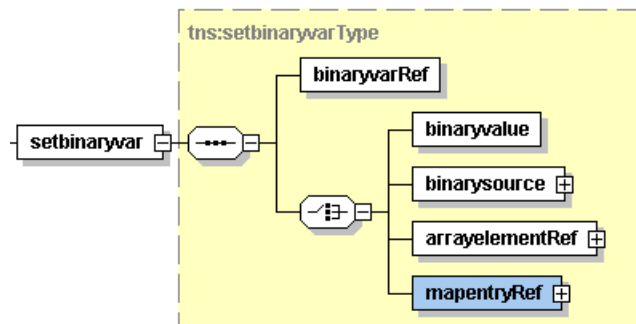 tns:setbinaryvarType
binaryvarRef
setbinaryvar
binaryvalue
binarysource
arrayelementRef
mapentryRef